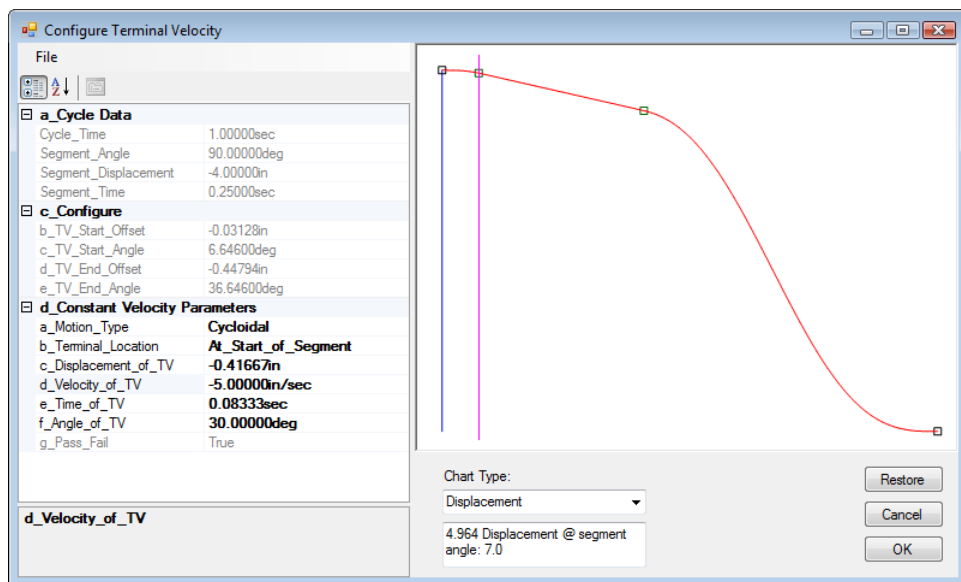 Configure Terminal Velocity
File
a_Cycle Data
Cycle_Time 1.00000sec
Segment_Angle 90.00000deg
Segment_Displacement -4.00000in
Segment_Time 0.25000sec
c_Configure
b_TV_Start_Offset -0.03128in
c_TV_Start_Angle 6.64600deg
d_TV_End_Offset -0.44794in
e_TV_End_Angle 36.64600deg
d_Constant Velocity Parameters
a_Motion_Type Cycloidal
b_Terminal_Location At_Start_of_Segment
c_Displacement_of_TV -0.41667in
d_Velocity_of_TV -5.00000in/sec
e_Time_of_TV 0.08333sec
f_Angle_of_TV 30.00000deg
g_Pass_Fail True
d_Velocity_of_TV
Chart Type:
Displacement
4.964 Displacement @ segment
angle: 7.0
Restore
Cancel
OK